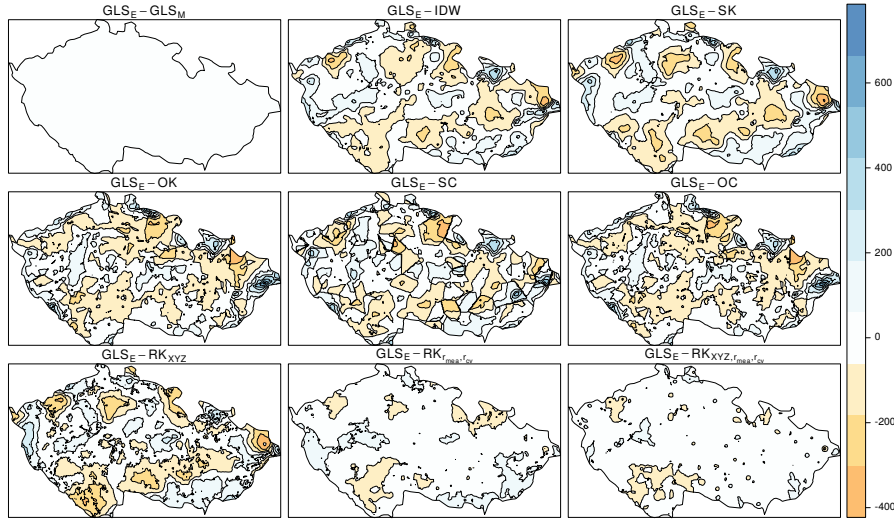 GLS_E−GLS_M
GLS_E−IDW
GLS_E−SK
GLS_E−OK
GLS_E−SC
GLS_E−OC
GLS_E−RK_XYZ
GLS_E−RK_r_mea,r_cv
GLS_E−RK_XYZ,r_mea,r_cv
600
400
200
0
−200
−400